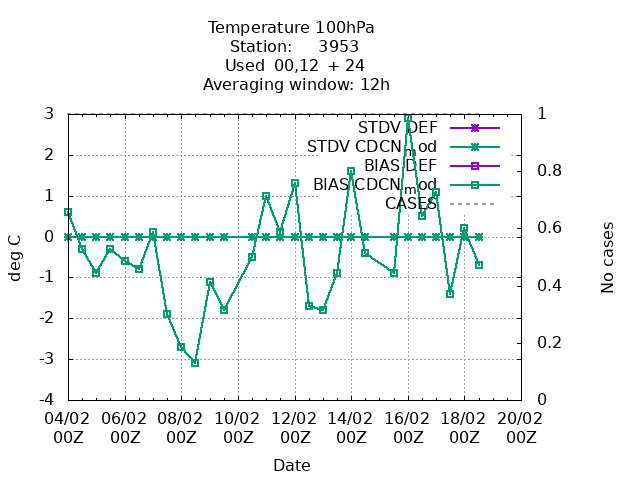 Temperature 100hPa
Station: 3953
Used 00,12 + 24
Averaging window: 12h
STDV DEF
STDV CDCN_mod
BIAS DEF
BIAS CDCN_mod
CASES
3
2
1
0
-1
-2
-3
-4
deg C
1
0.8
0.6
0.4
0.2
0
No cases
04/02 06/02 08/02 10/02 12/02 14/02 16/02 18/02 20/02
00Z 00Z 00Z 00Z 00Z 00Z 00Z 00Z 00Z
Date